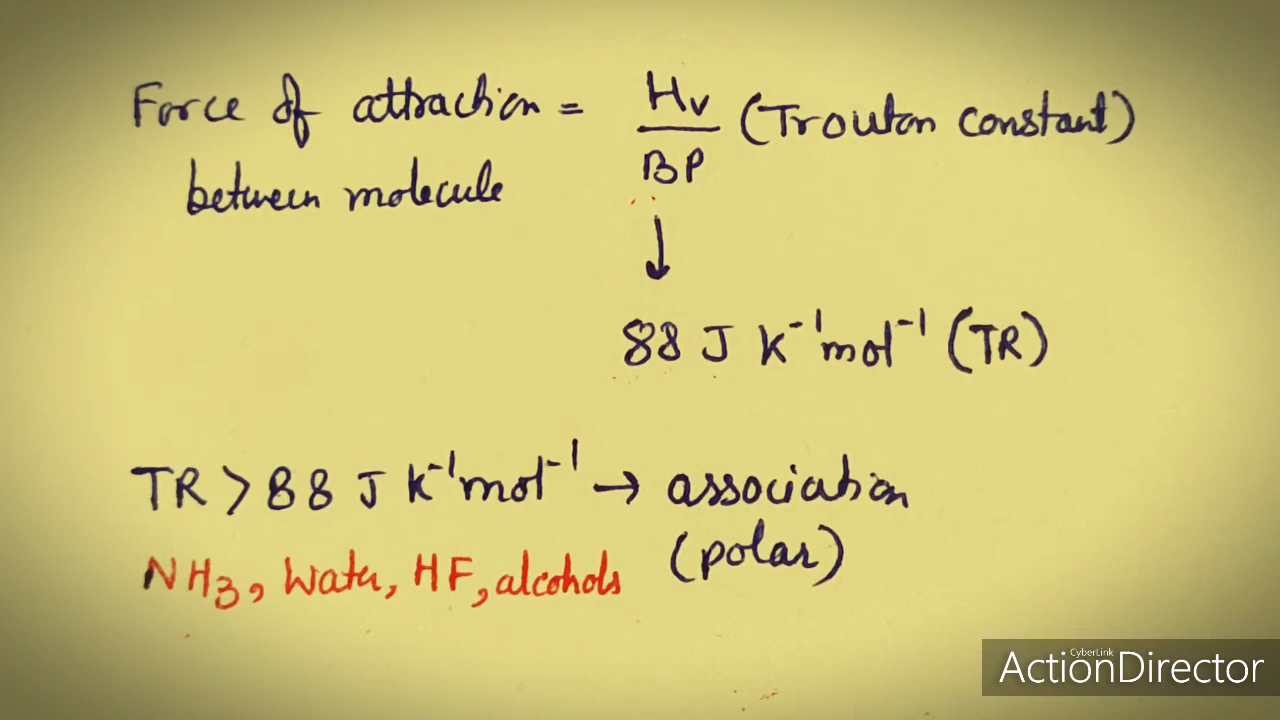 Force of attraction = Hv/BP (Trouton constant)
between molecule
↓
88 J K⁻¹mol⁻¹ (TR)
TR > 88 J K⁻¹mol⁻¹ → association
(polar)
NH3, Water, HF, alcohols
CyberLink
ActionDirector